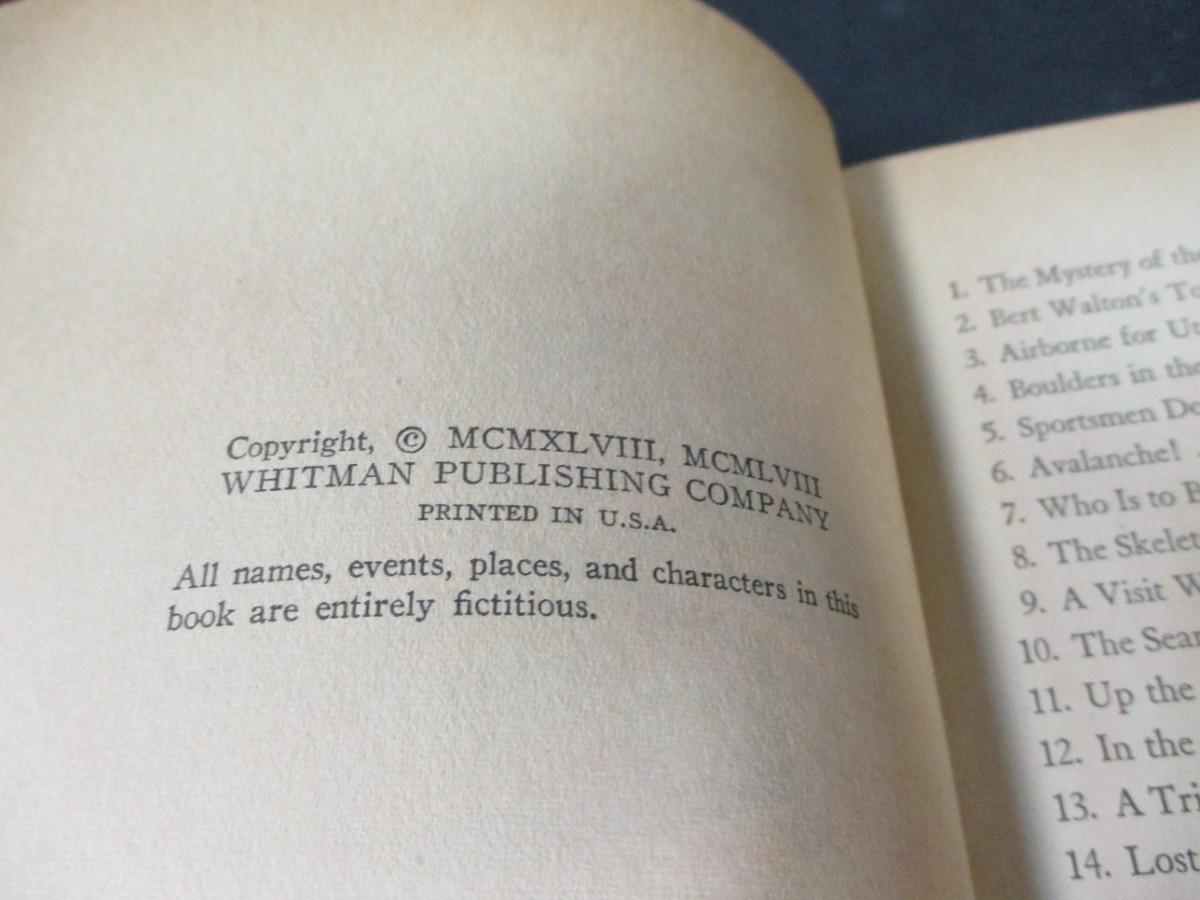 Copyright, © MCMXLVIII, MCMLVIII
WHITMAN PUBLISHING COMPANY
PRINTED IN U.S.A.
All names, events, places, and characters in this
book are entirely fictitious.
1. The Mystery of the
2. Bert Walton's
3. Airborne for
4. Boulders in the
5. Sportsmen
6. Avalanche!
7. Who Is to
8. The
9. A Visit
10. The
11. Up the
12. In the
13. A
14. Lost